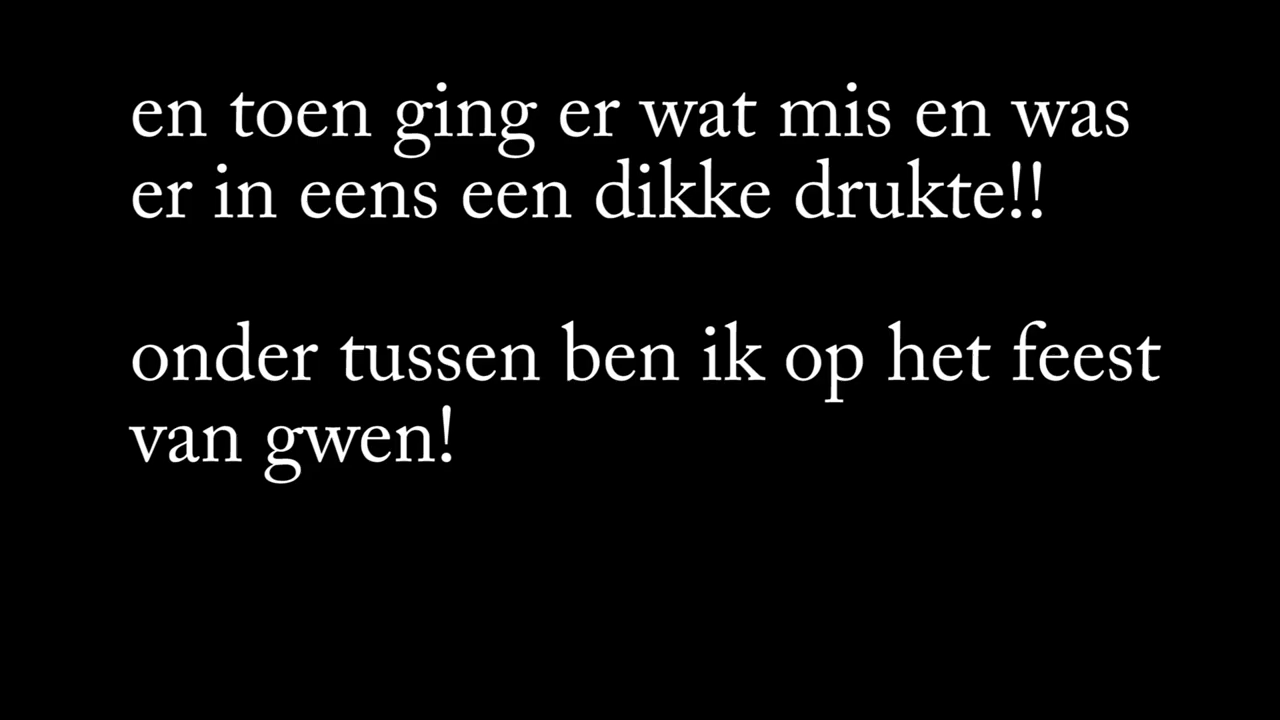 en toen ging er wat mis en was
er in eens een dikke drukte!!
onder tussen ben ik op het feest
van gwen!